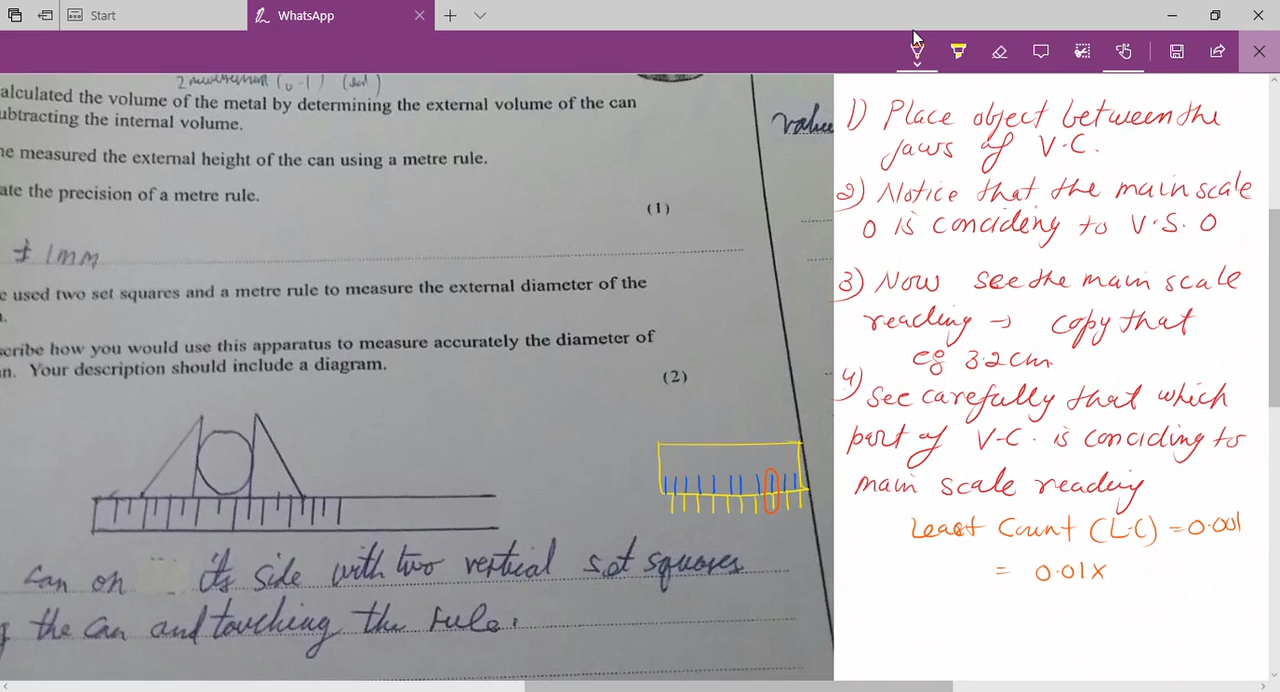 Start
WhatsApp
2 measurement (v-1)
alculated the volume of the metal by determining the external volume of the can
ubtracting the internal volume.
ne measured the external height of the can using a metre rule.
ate the precision of a metre rule.
(1)
± 1mm
e used two set squares and a metre rule to measure the external diameter of the
n.
cribe how you would use this apparatus to measure accurately the diameter of
n. Your description should include a diagram.
(2)
can on its side with two vertical set squares
g the can and touching the rule.
value
1) Place object between the
jaws of V.C.
2) Notice that the main scale
0 is conciding to V.S. 0
3) Now see the main scale
reading → copy that
eg 3.2cm
4) See carefully that which
part of V-C. is conciding to
main scale reading
Least Count (L.C) = 0.001
= 0.01x